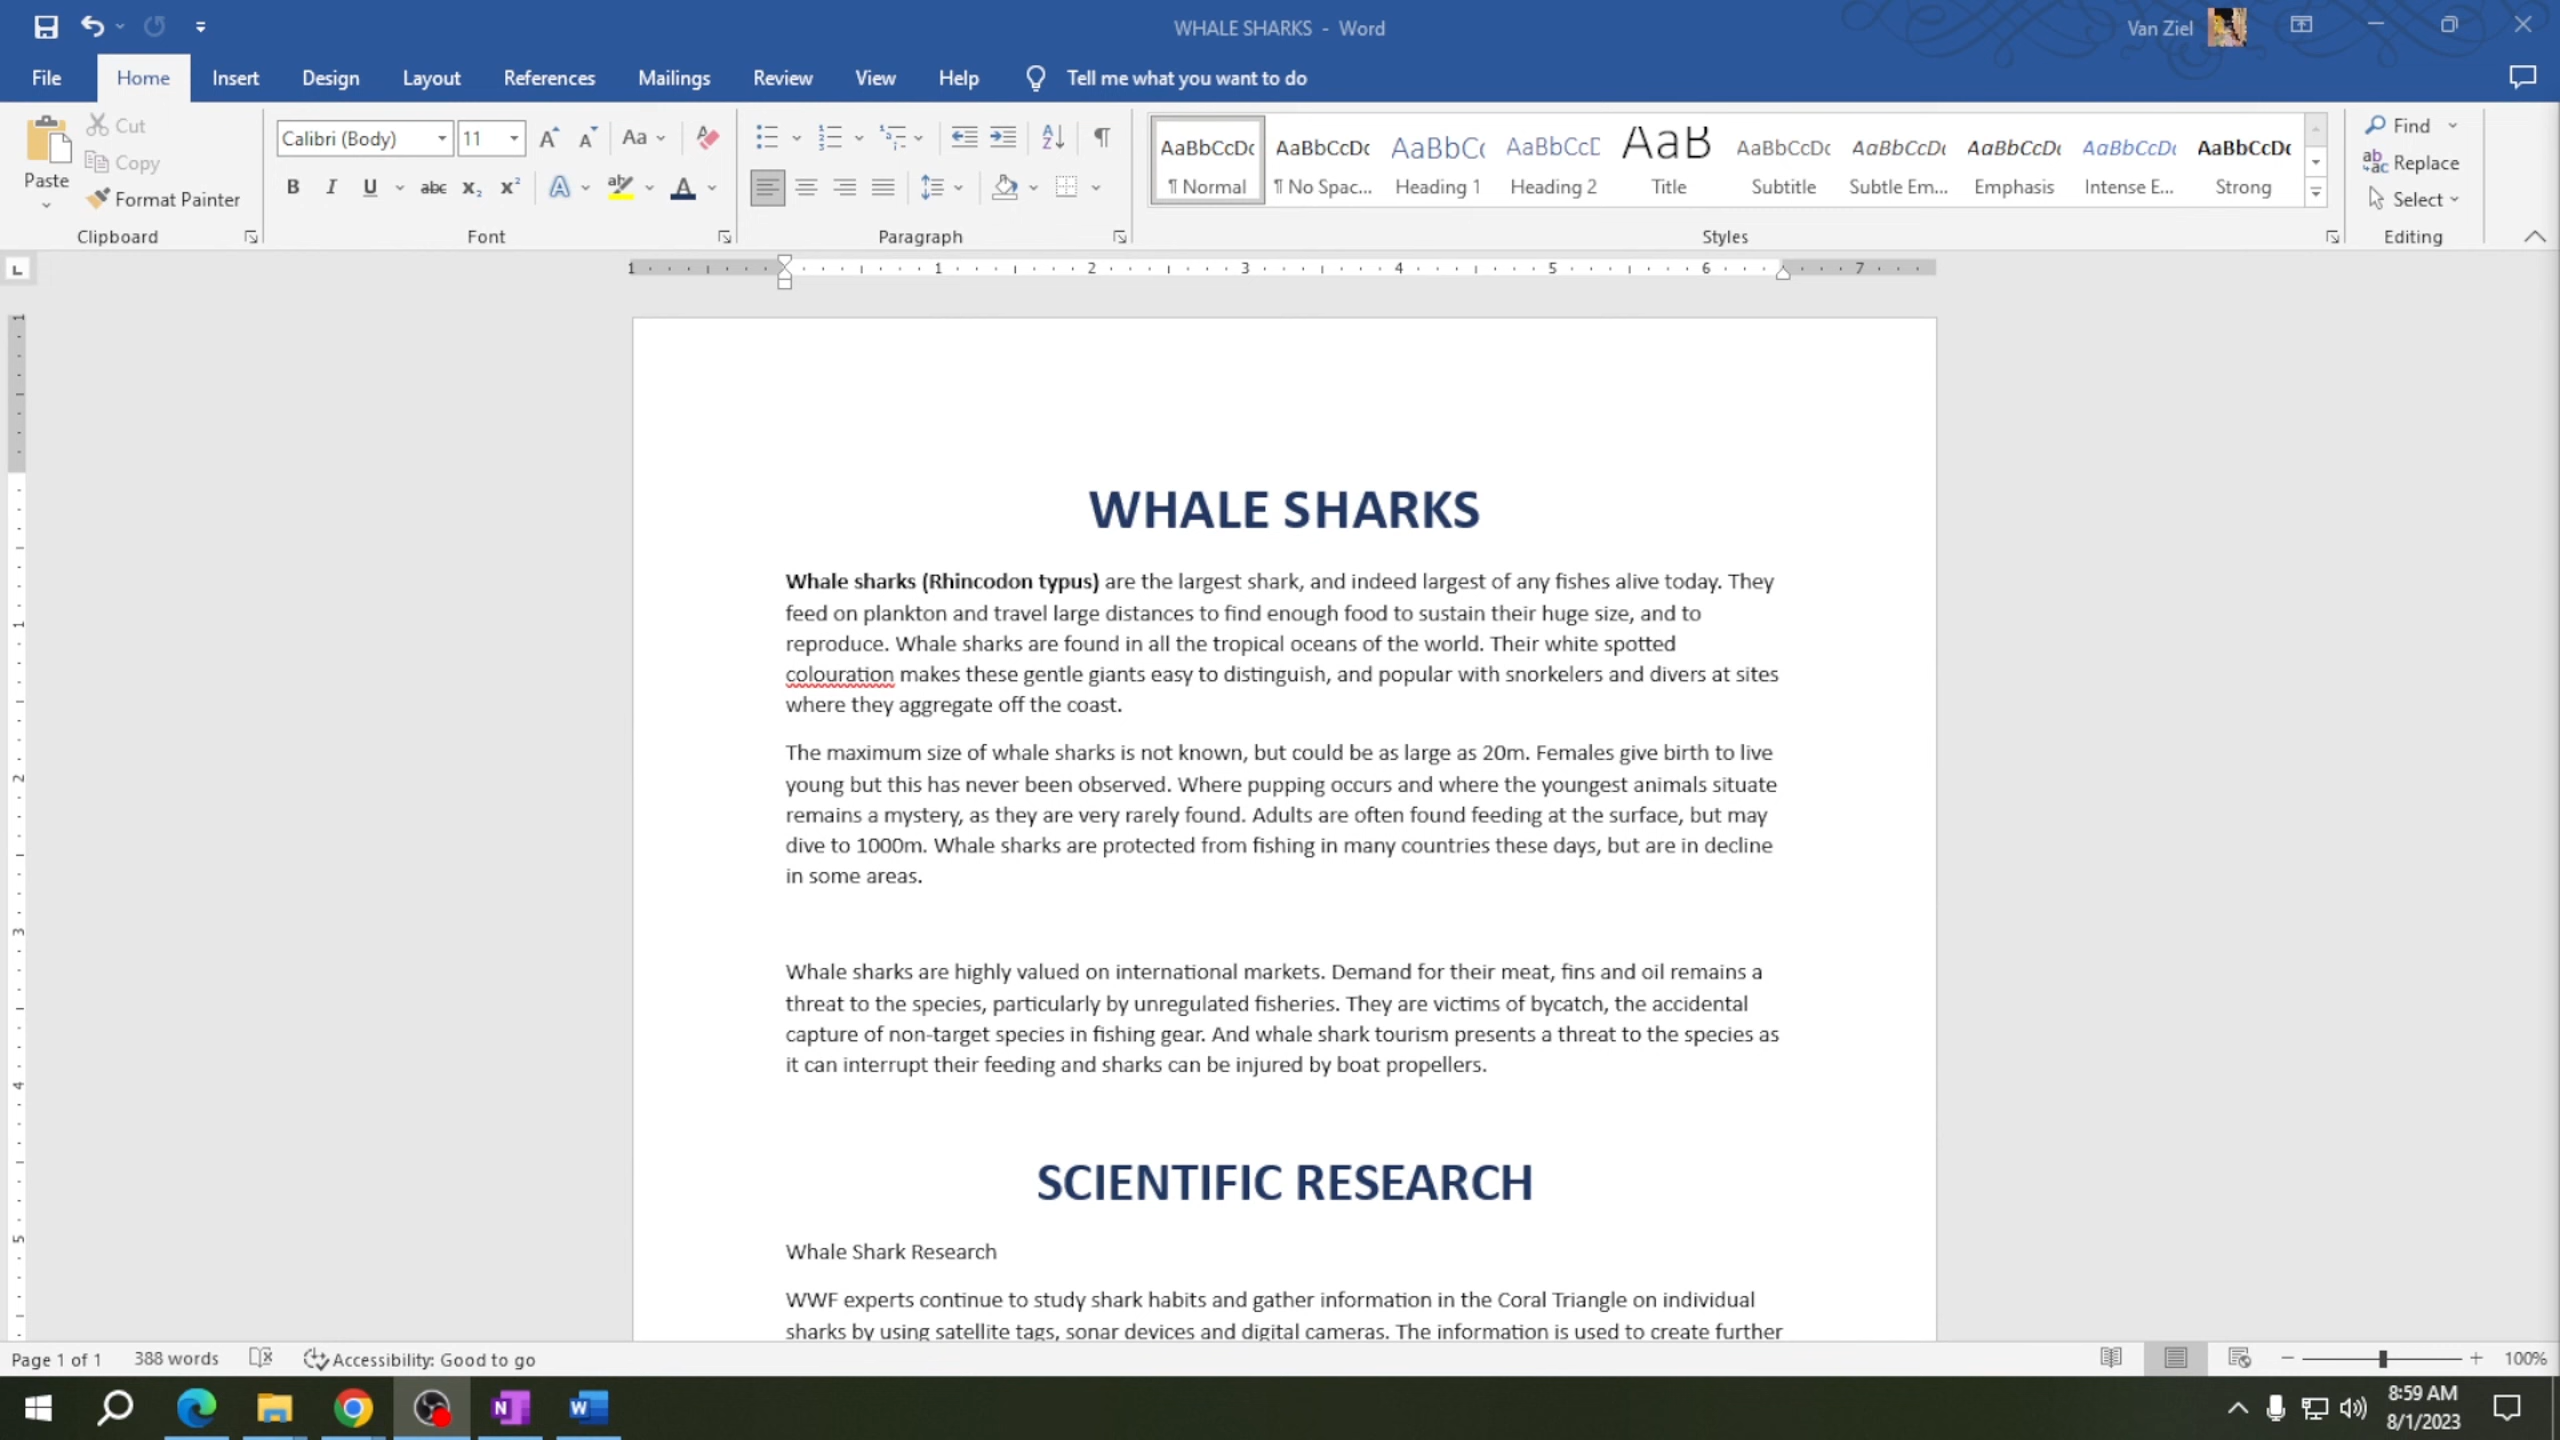 WHALE SHARKS - Word
Van Ziel
File Home Insert Design Layout References Mailings Review View Help Tell me what you want to do
Paste
Cut
Copy
Format Painter
Clipboard
Calibri (Body) 11
Font
Paragraph
AaBbCcDc AaBbCcDc AaBbCc AaBbCcD AaB AaBbCcDc AaBbCcDc AaBbCcDc AaBbCcDc AaBbCcDc
¶ Normal ¶ No Spac... Heading 1 Heading 2 Title Subtitle Subtle Em... Emphasis Intense E... Strong
Styles
Find
Replace
Select
Editing
1 1 2 3 4 5 6 7
WHALE SHARKS
Whale sharks (Rhincodon typus) are the largest shark, and indeed largest of any fishes alive today. They
feed on plankton and travel large distances to find enough food to sustain their huge size, and to
reproduce. Whale sharks are found in all the tropical oceans of the world. Their white spotted
colouration makes these gentle giants easy to distinguish, and popular with snorkelers and divers at sites
where they aggregate off the coast.
The maximum size of whale sharks is not known, but could be as large as 20m. Females give birth to live
young but this has never been observed. Where pupping occurs and where the youngest animals situate
remains a mystery, as they are very rarely found. Adults are often found feeding at the surface, but may
dive to 1000m. Whale sharks are protected from fishing in many countries these days, but are in decline
in some areas.
Whale sharks are highly valued on international markets. Demand for their meat, fins and oil remains a
threat to the species, particularly by unregulated fisheries. They are victims of bycatch, the accidental
capture of non-target species in fishing gear. And whale shark tourism presents a threat to the species as
it can interrupt their feeding and sharks can be injured by boat propellers.
SCIENTIFIC RESEARCH
Whale Shark Research
WWF experts continue to study shark habits and gather information in the Coral Triangle on individual
sharks by using satellite tags, sonar devices and digital cameras. The information is used to create further
Page 1 of 1 388 words Accessibility: Good to go 100%
8:59 AM
8/1/2023